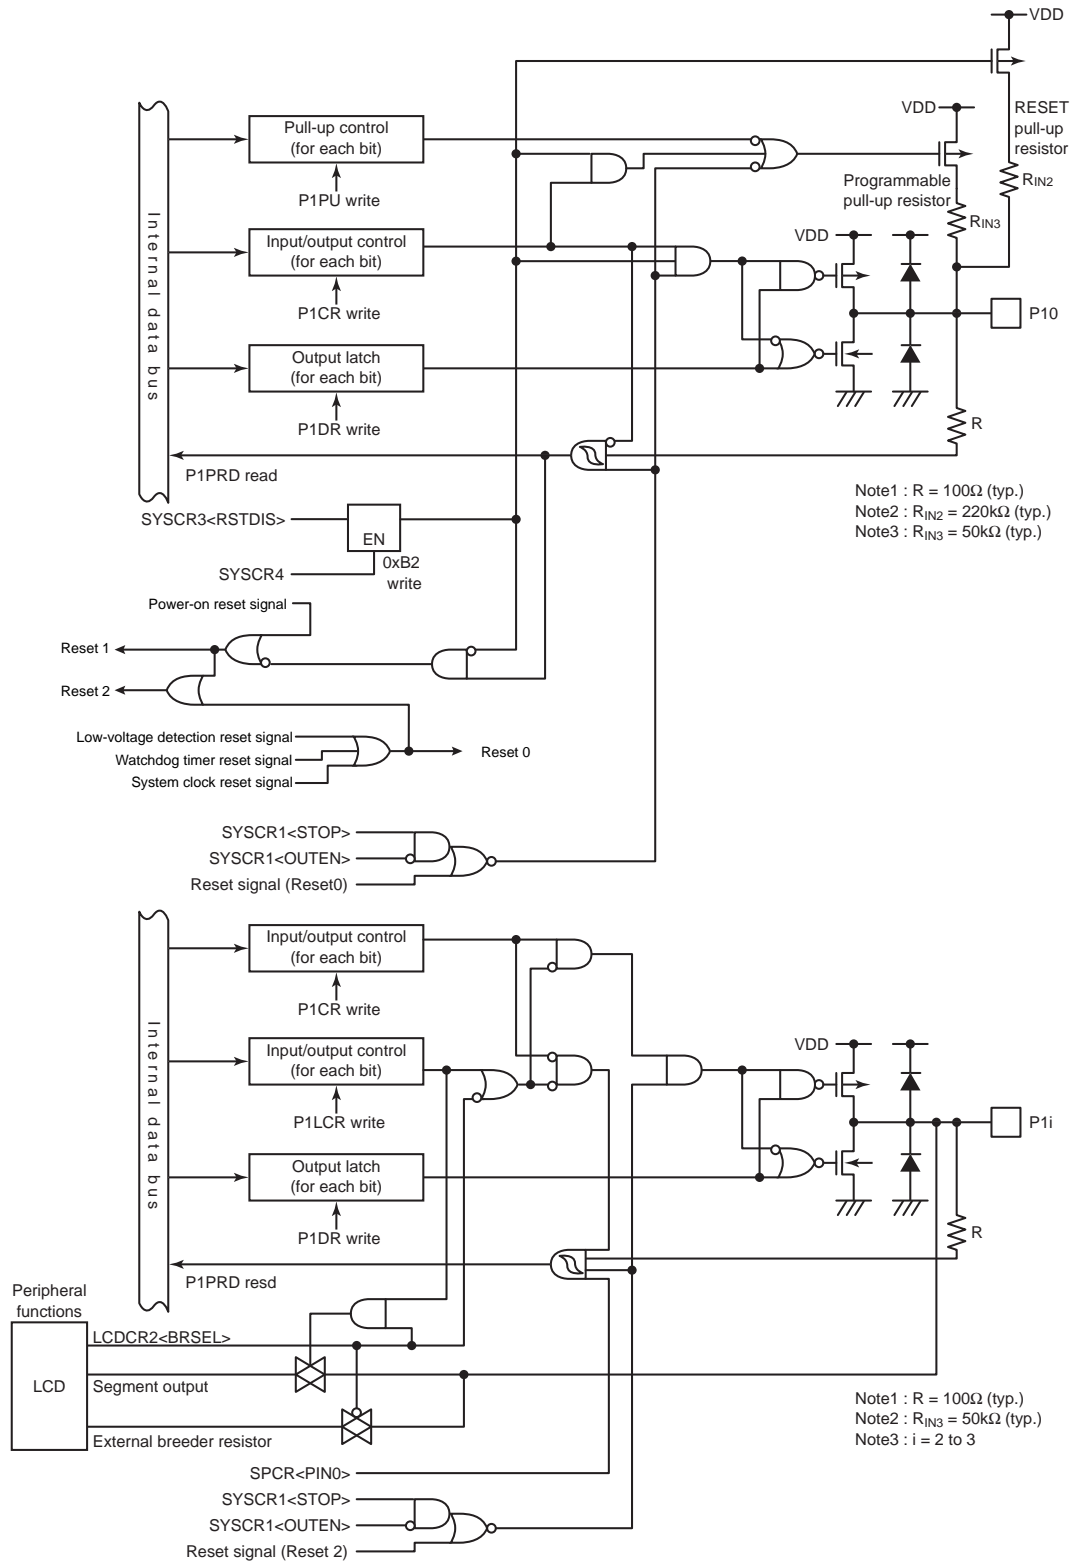 VDD
VDD
RESET
pull-up
resistor
Pull-up control
(for each bit)
P1PU write
Programmable
pull-up resistor
RIN2
RIN3
Internal data bus
Input/output control
(for each bit)
P1CR write
VDD
P10
Output latch
(for each bit)
P1DR write
R
P1PRD read
Note1 : R = 100Ω (typ.)
Note2 : RIN2 = 220kΩ (typ.)
Note3 : RIN3 = 50kΩ (typ.)
SYSCR3<RSTDIS>
EN
SYSCR4
0xB2
write
Power-on reset signal
Reset 1
Reset 2
Low-voltage detection reset signal
Watchdog timer reset signal
System clock reset signal
Reset 0
SYSCR1<STOP>
SYSCR1<OUTEN>
Reset signal (Reset0)
Internal data bus
Input/output control
(for each bit)
P1CR write
Input/output control
(for each bit)
P1LCR write
VDD
P1i
Output latch
(for each bit)
P1DR write
R
P1PRD resd
Peripheral
functions
LCD
LCDCR2<BRSEL>
Segment output
External breeder resistor
Note1 : R = 100Ω (typ.)
Note2 : RIN3 = 50kΩ (typ.)
Note3 : i = 2 to 3
SPCR<PIN0>
SYSCR1<STOP>
SYSCR1<OUTEN>
Reset signal (Reset 2)